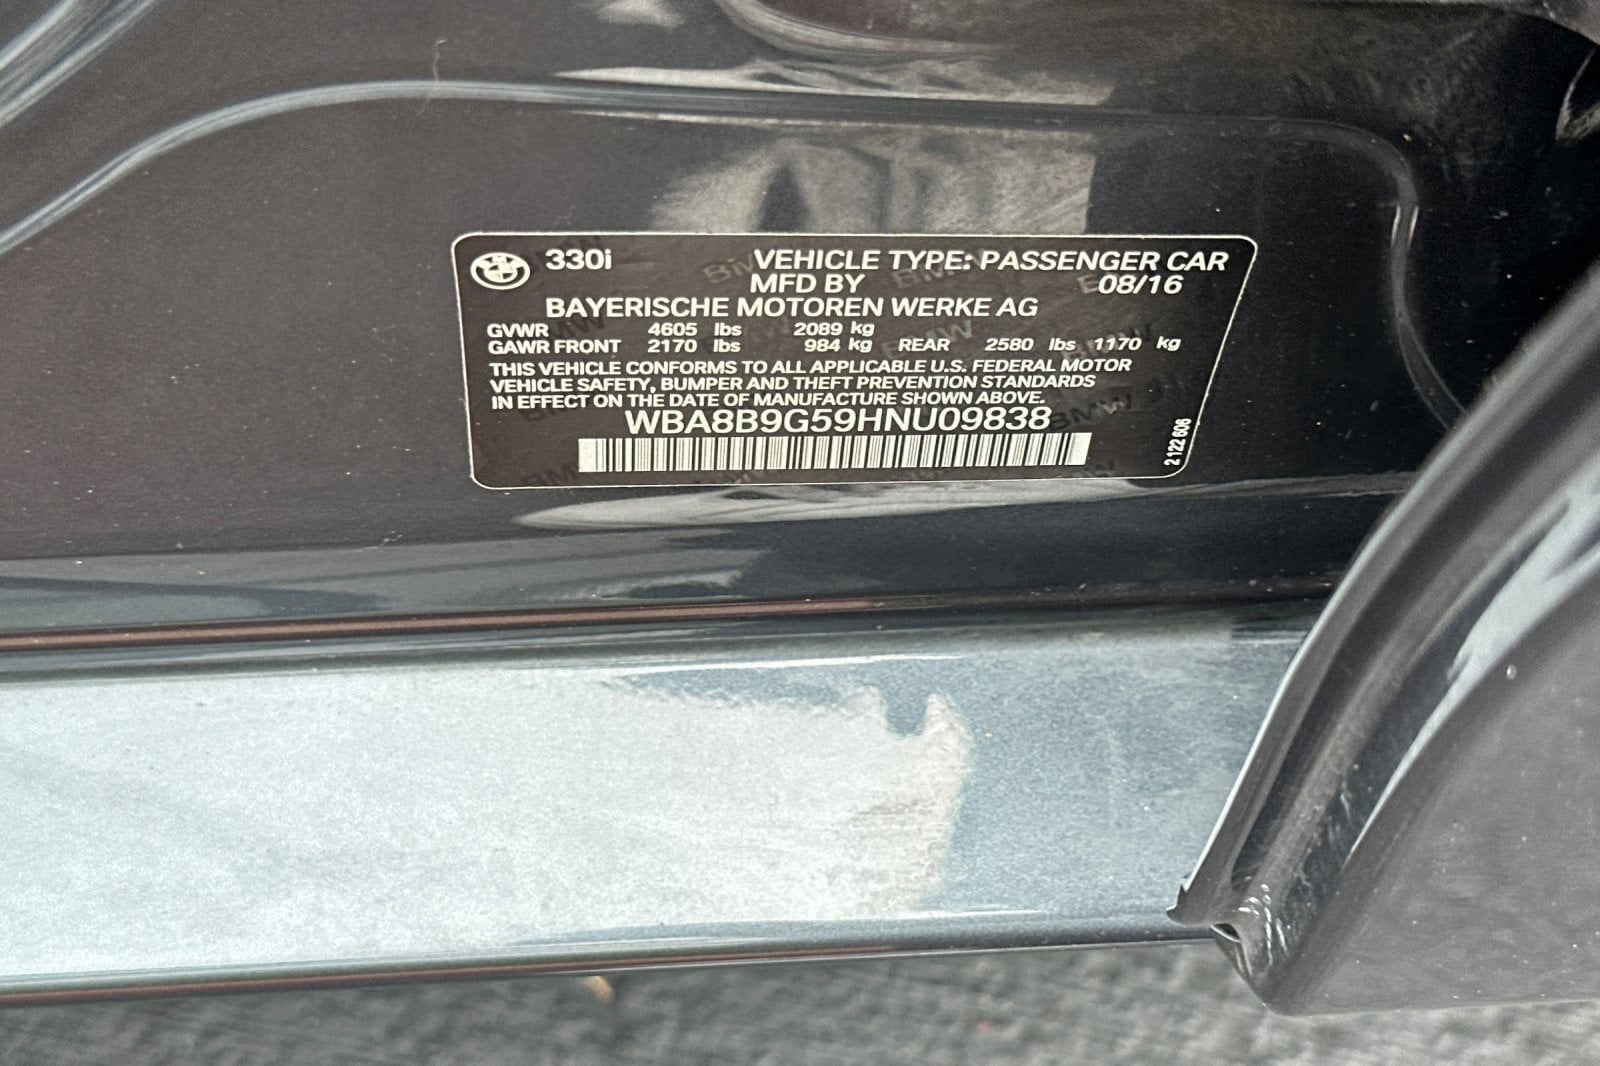 330i VEHICLE TYPE: PASSENGER CAR
MFD BY 08/16
BAYERISCHE MOTOREN WERKE AG
GVWR 4605 lbs 2089 kg
GAWR FRONT 2170 lbs 984 kg REAR 2580 lbs 1170 kg
THIS VEHICLE CONFORMS TO ALL APPLICABLE U.S. FEDERAL MOTOR
VEHICLE SAFETY, BUMPER AND THEFT PREVENTION STANDARDS
IN EFFECT ON THE DATE OF MANUFACTURE SHOWN ABOVE.
WBA8B9G59HNU09838
2 122 606